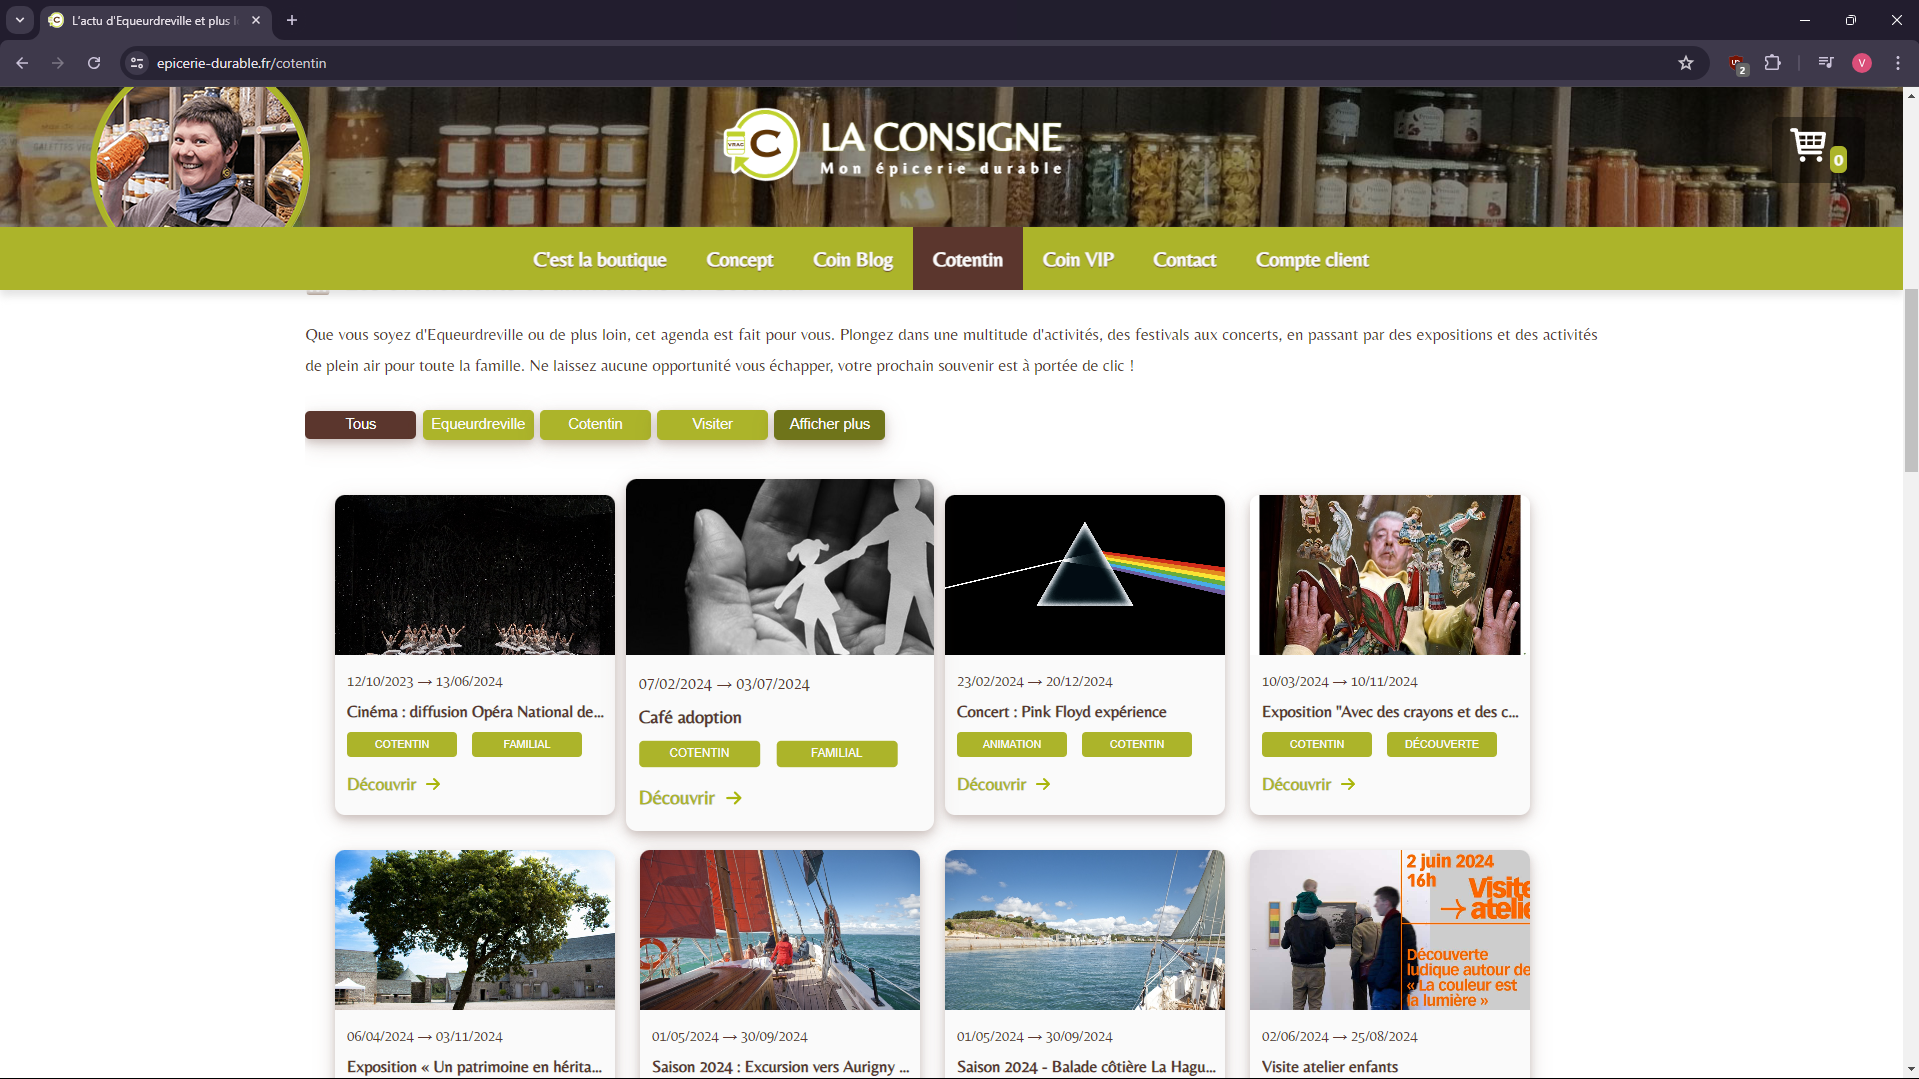 L'actu d'Equeurdreville et plus l
epicerie-durable.fr/cotentin
2
V
VRAC
C
LA CONSIGNE
Mon épicerie durable
0
C'est la boutique
Concept
Coin Blog
Cotentin
Coin VIP
Contact
Compte client
Que vous soyez d'Equeurdreville ou de plus loin, cet agenda est fait pour vous. Plongez dans une multitude d'activités, des festivals aux concerts, en passant par des expositions et des activités
de plein air pour toute la famille. Ne laissez aucune opportunité vous échapper, votre prochain souvenir est à portée de clic !
Tous
Equeurdreville
Cotentin
Visiter
Afficher plus
12/10/2023 → 13/06/2024
Cinéma : diffusion Opéra National de...
COTENTIN
FAMILIAL
Découvrir →
07/02/2024 → 03/07/2024
Café adoption
COTENTIN
FAMILIAL
Découvrir →
23/02/2024 → 20/12/2024
Concert : Pink Floyd expérience
ANIMATION
COTENTIN
Découvrir →
10/03/2024 → 10/11/2024
Exposition "Avec des crayons et des c...
COTENTIN
DÉCOUVERTE
Découvrir →
06/04/2024 → 03/11/2024
Exposition « Un patrimoine en hérita...
01/05/2024 → 30/09/2024
Saison 2024 : Excursion vers Aurigny ...
01/05/2024 → 30/09/2024
Saison 2024 - Balade côtière La Hagu...
2 juin 2024
16h
Visite
→ atelie
Découverte
ludique autour de
« La couleur est
la lumière »
02/06/2024 → 25/08/2024
Visite atelier enfants